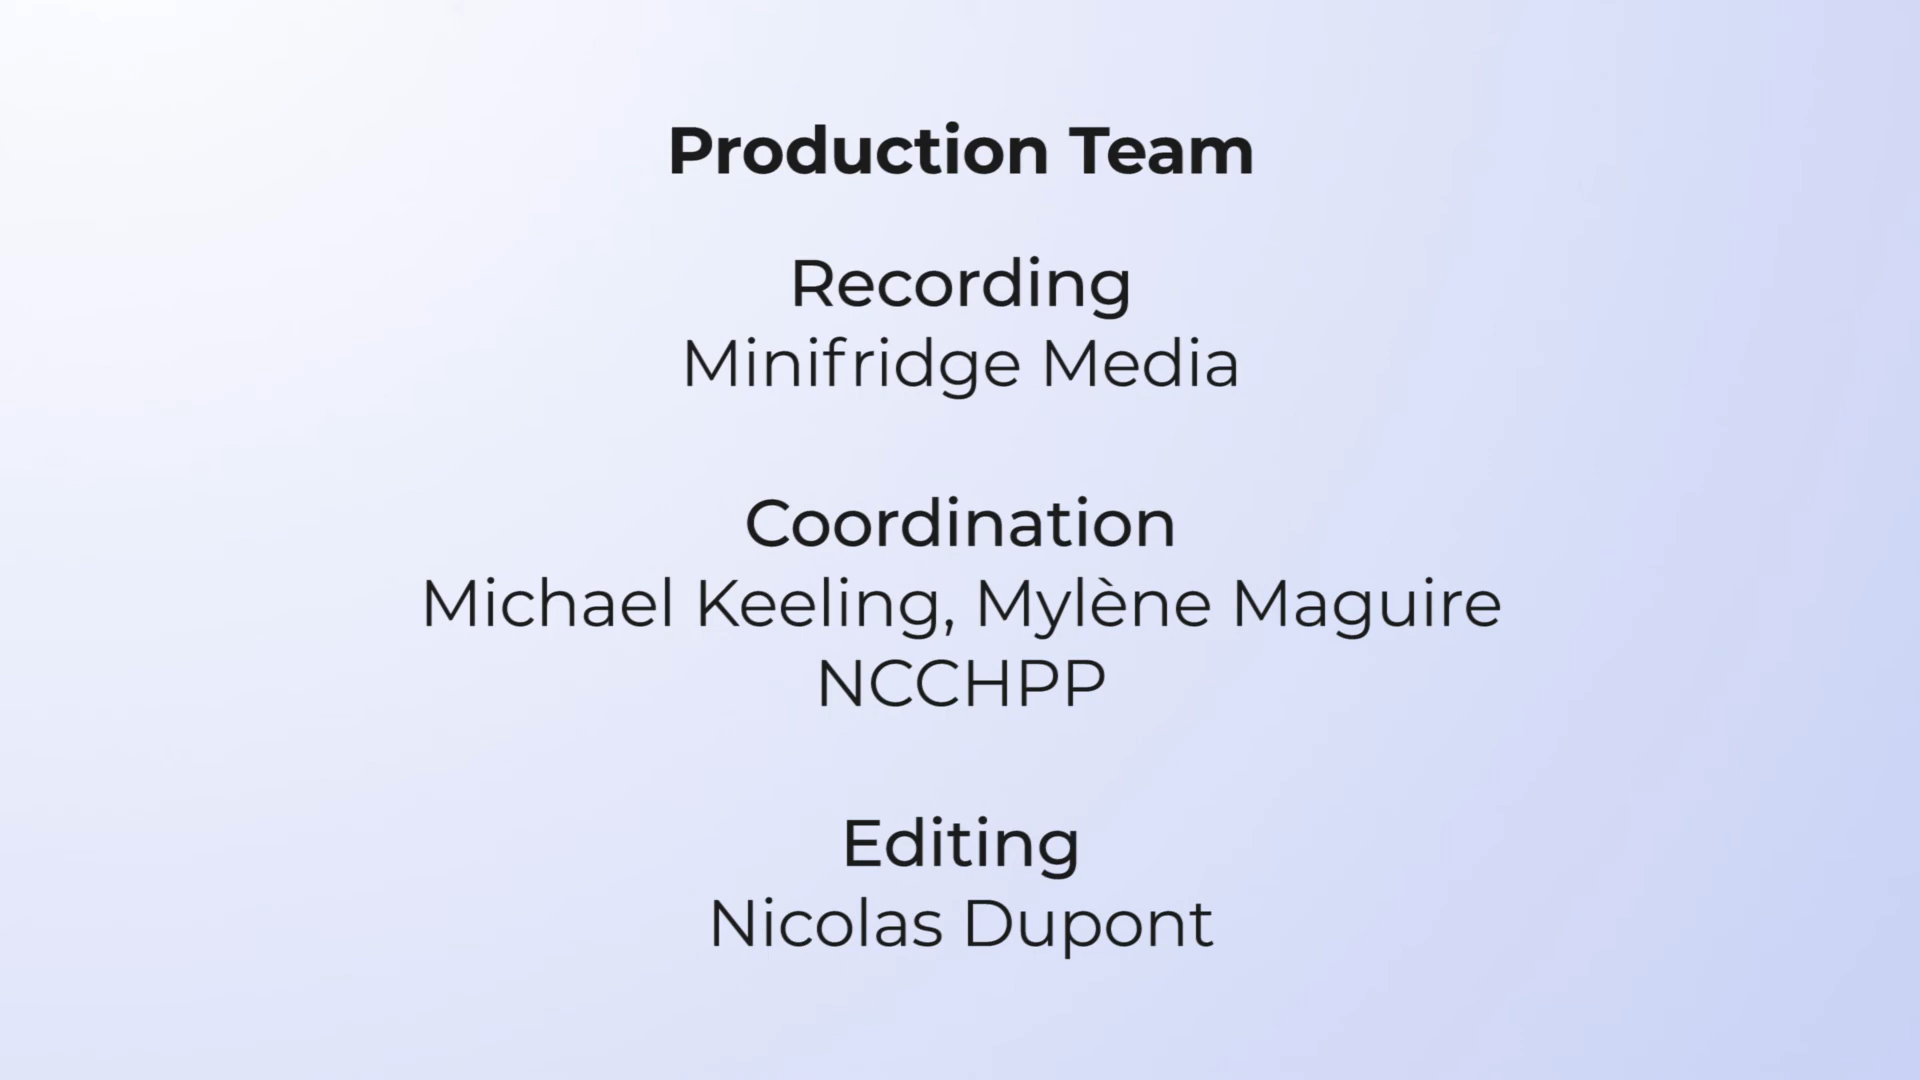 Production Team
Recording
Minifridge Media
Coordination
Michael Keeling, Mylène Maguire
NCCHPP
Editing
Nicolas Dupont